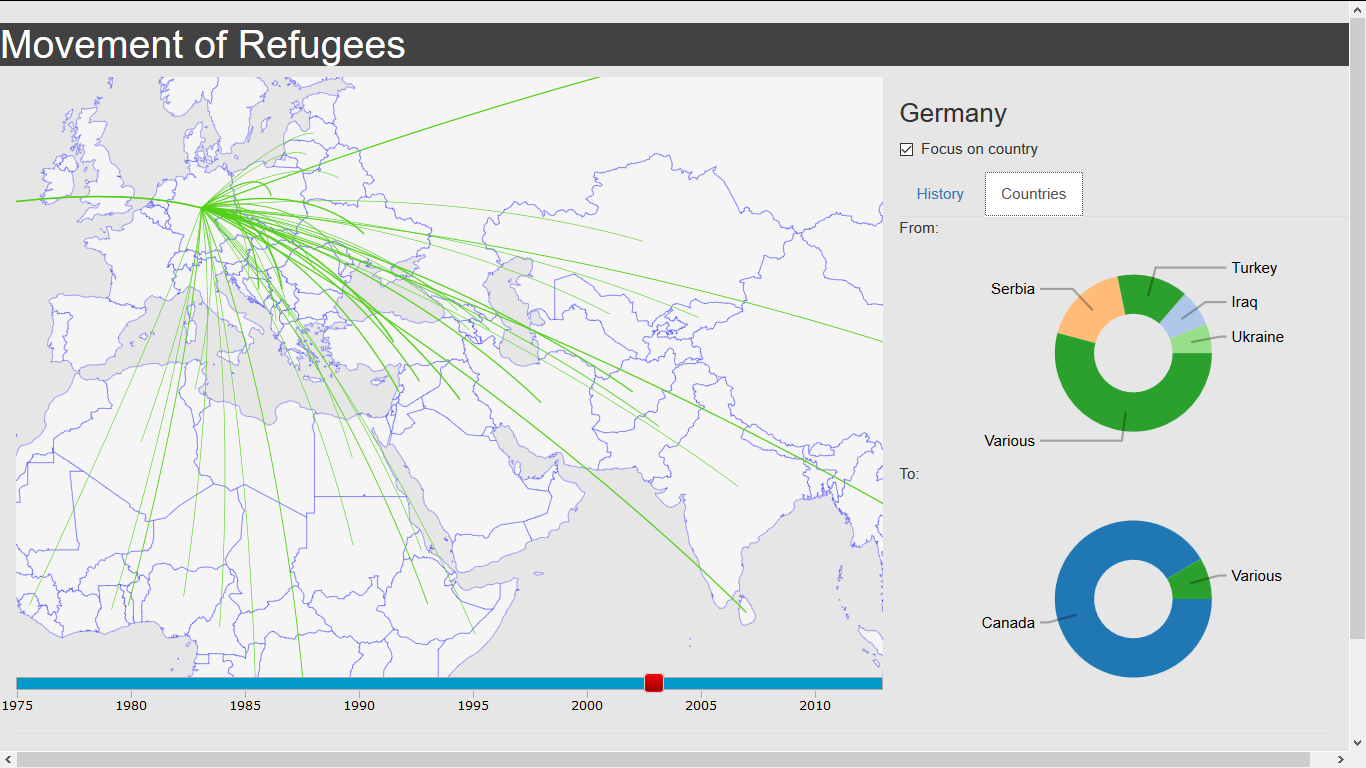 Movement of Refugees
Germany
Focus on country
History
Countries
From:
Turkey
Serbia
Iraq
Ukraine
Various
To:
Various
Canada
1975 1980 1985 1990 1995 2000 2005 2010